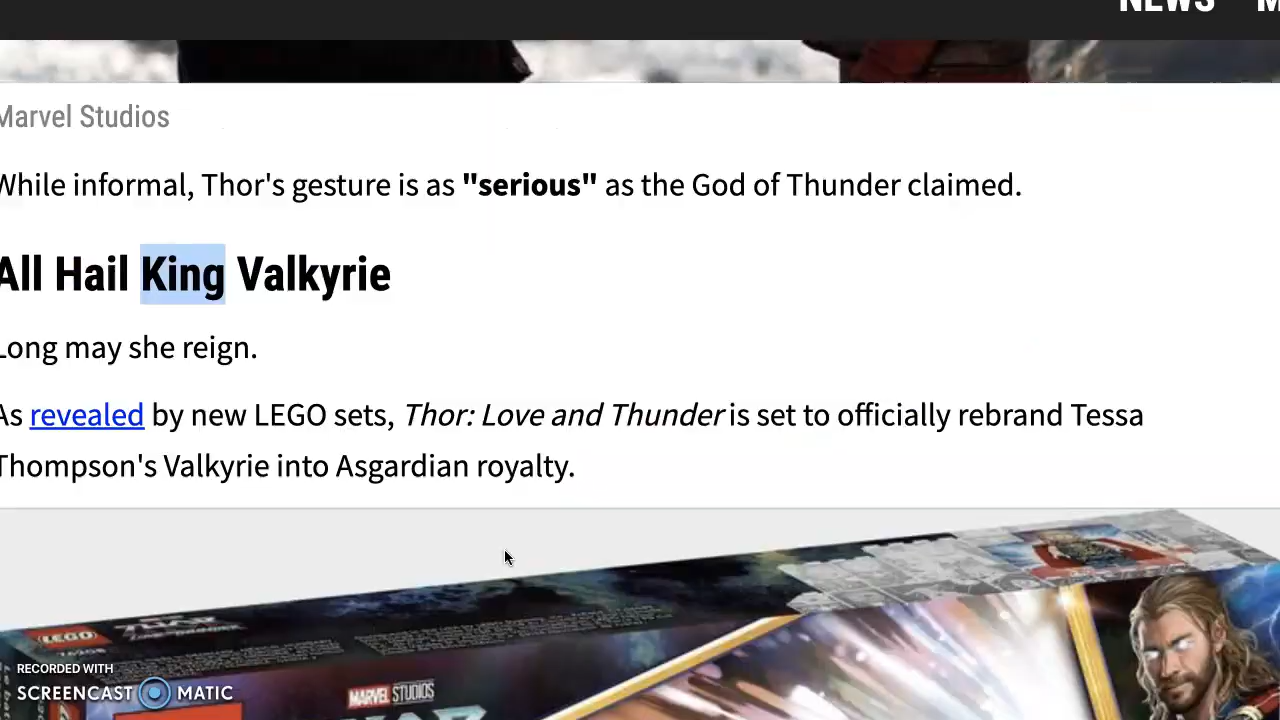 NEWS
Marvel Studios
While informal, Thor's gesture is as "serious" as the God of Thunder claimed.
All Hail King Valkyrie
Long may she reign.
As revealed by new LEGO sets, Thor: Love and Thunder is set to officially rebrand Tessa
Thompson's Valkyrie into Asgardian royalty.
LEGO
RECORDED WITH
SCREENCAST MATIC
MARVEL STUDIOS